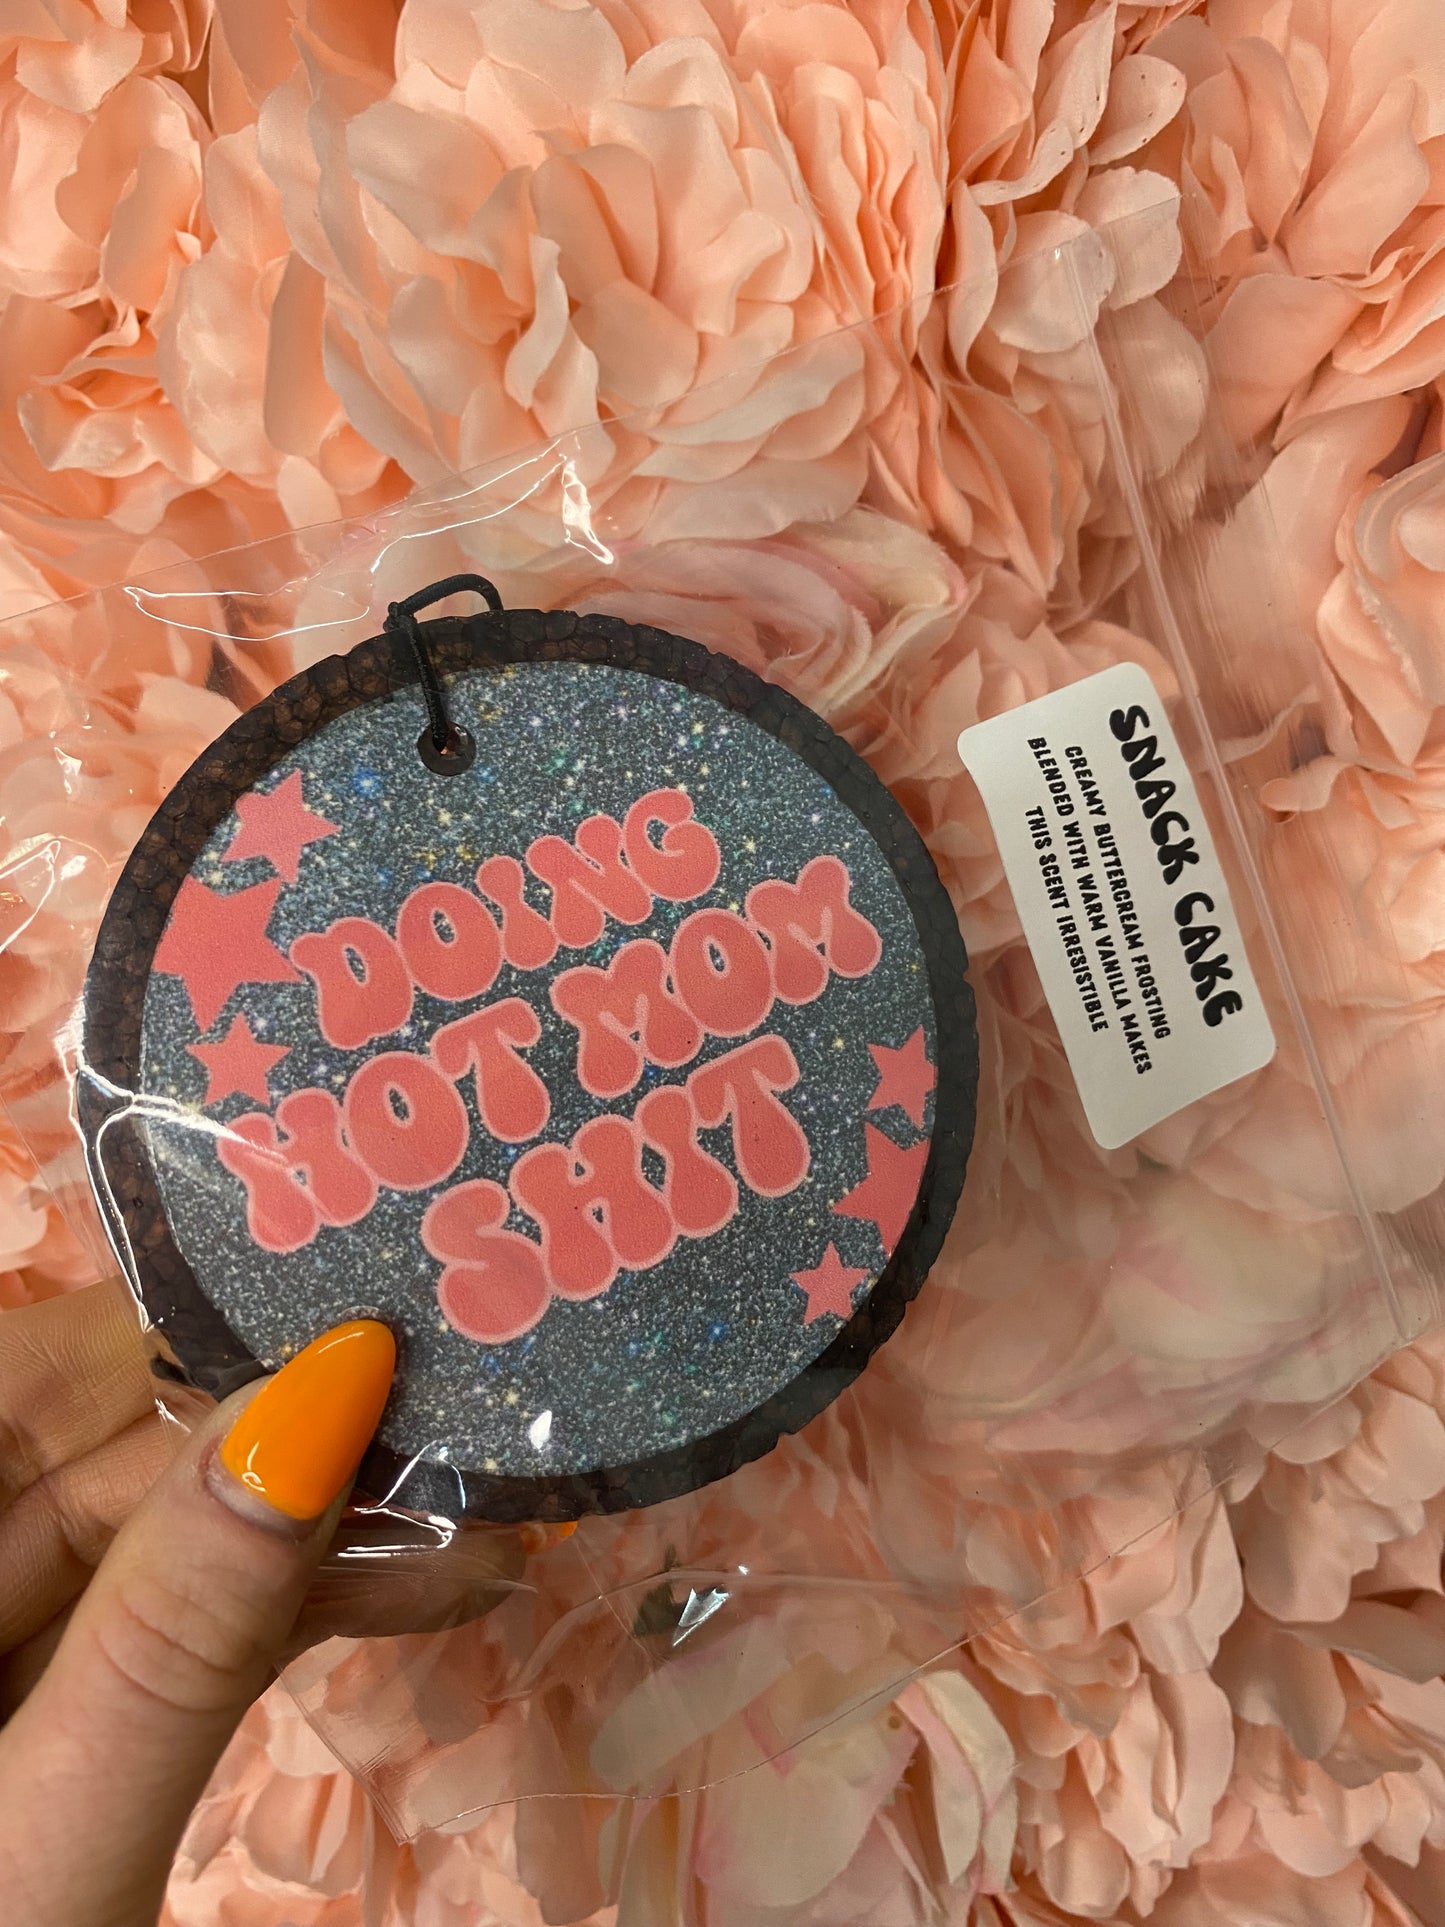 DOING
HOT MOM
SHIT
SNACK CAKE
CREAMY BUTTERCREAM FROSTING
BLENDED WITH WARM VANILLA MAKES
THIS SCENT IRRESISTIBLE